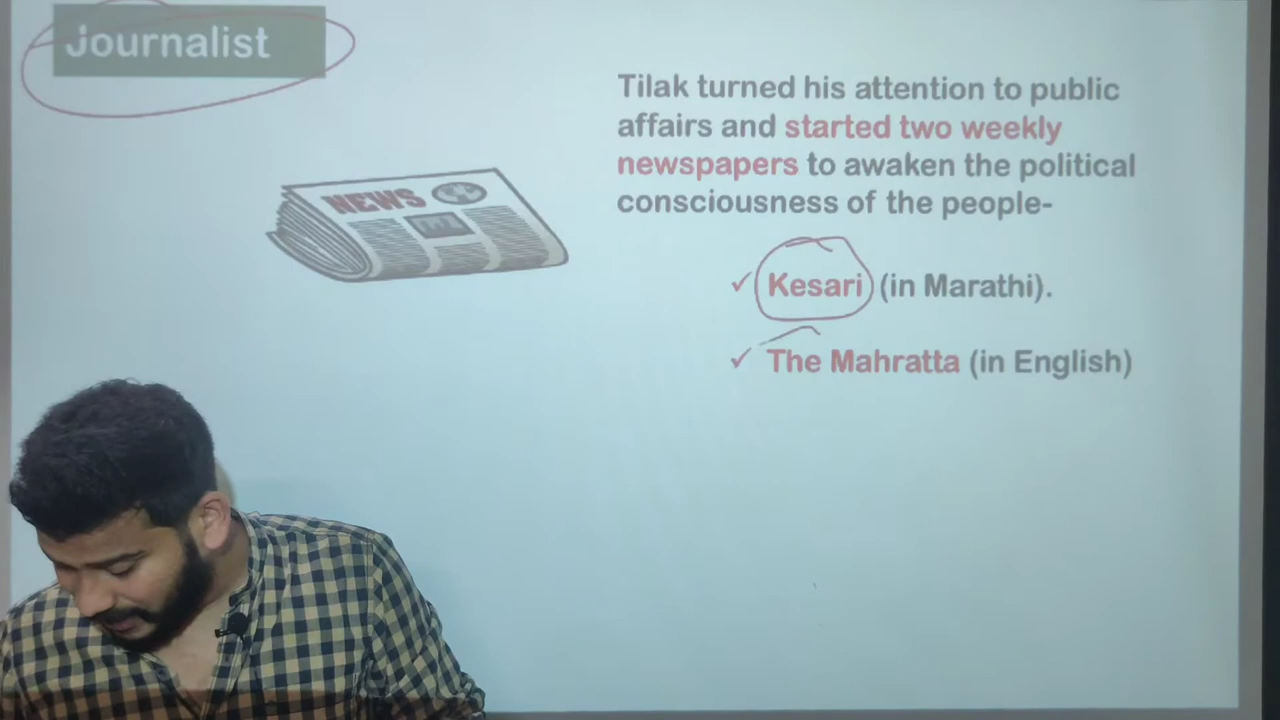 Journalist
Tilak turned his attention to public
affairs and started two weekly
newspapers to awaken the political
consciousness of the people-
NEWS
✓ Kesari (in Marathi).
✓ The Mahratta (in English)